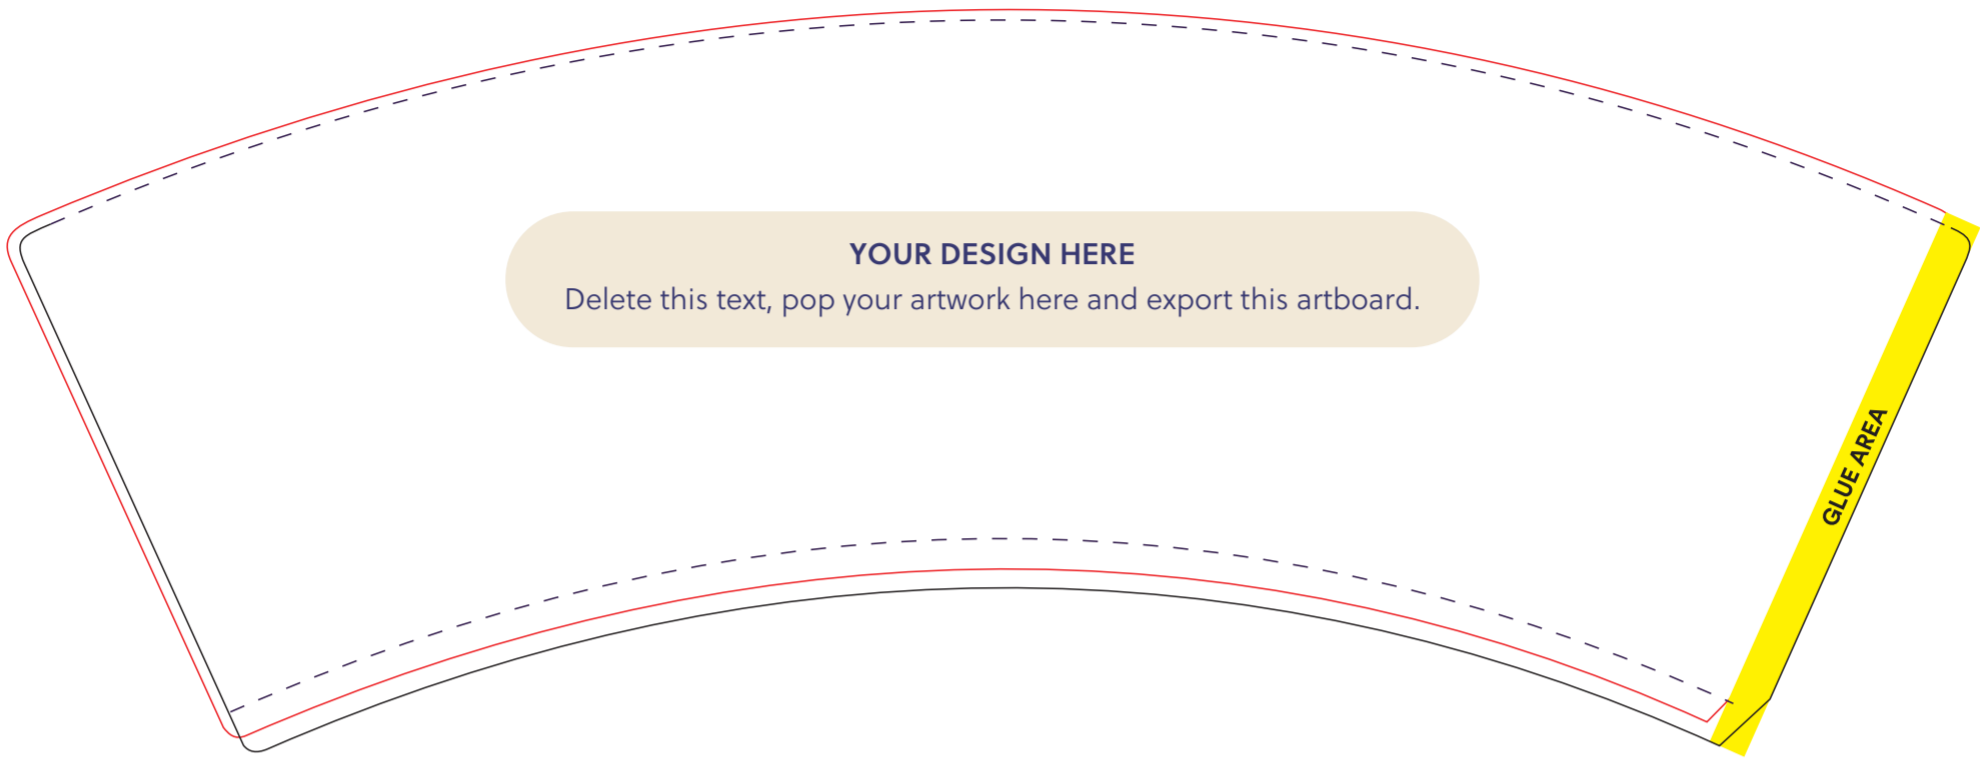 YOUR DESIGN HERE
Delete this text, pop your artwork here and export this artboard.
GLUE AREA